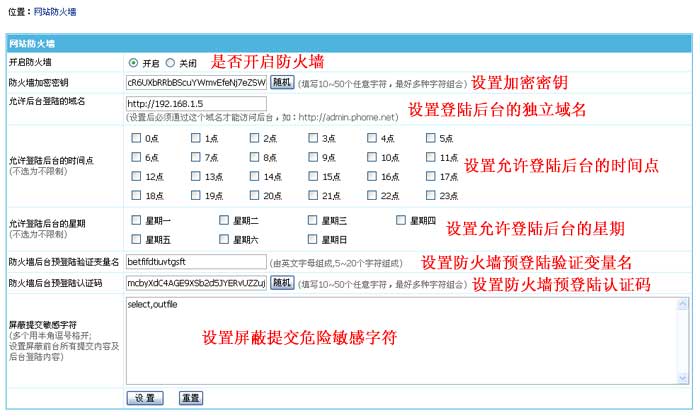 位置：网站防火墙
网站防火墙
开启防火墙 开启 关闭 是否开启防火墙
防火墙加密密钥 cR6UXbRRbBScuYWmvEfeNj7eZSW 随机 (填写10~50个任意字符，最好多种字符组合) 设置加密密钥
允许后台登陆的域名 http://192.168.1.5
(设置后必须通过这个域名才能访问后台，如：http://admin.phome.net) 设置登陆后台的独立域名
允许登陆后台的时间点
(不选为不限制)
0点 1点 2点 3点 4点 5点
6点 7点 8点 9点 10点 11点
12点 13点 14点 15点 16点 17点
18点 19点 20点 21点 22点 23点
设置允许登陆后台的时间点
允许登陆后台的星期
(不选为不限制)
星期一 星期二 星期三 星期四
星期五 星期六 星期日
设置允许登陆后台的星期
防火墙后台预登陆验证变量名 betfifdtiuvtgsft (由英文字母组成,5~20个字符组成) 设置防火墙预登陆验证变量名
防火墙后台预登陆认证码 mcbyXdC4AGE9XSb2d5JYERvUZZuj 随机 (填写10~50个任意字符，最好多种字符组合) 设置防火墙预登陆认证码
屏蔽提交敏感字符
(多个用半角逗号格开;
设置屏蔽前台所有提交内容及
后台登陆内容)
select,outfile
设置屏蔽提交危险敏感字符
设 置 重置